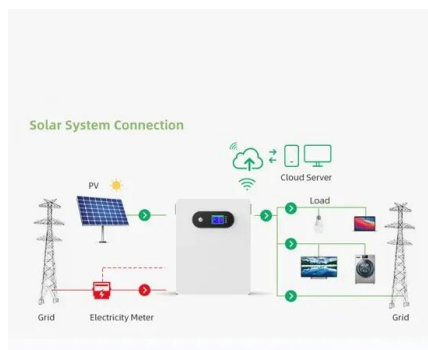 Solar System Connection
Cloud Server
PV
Load
Grid
Electricity Meter
Grid